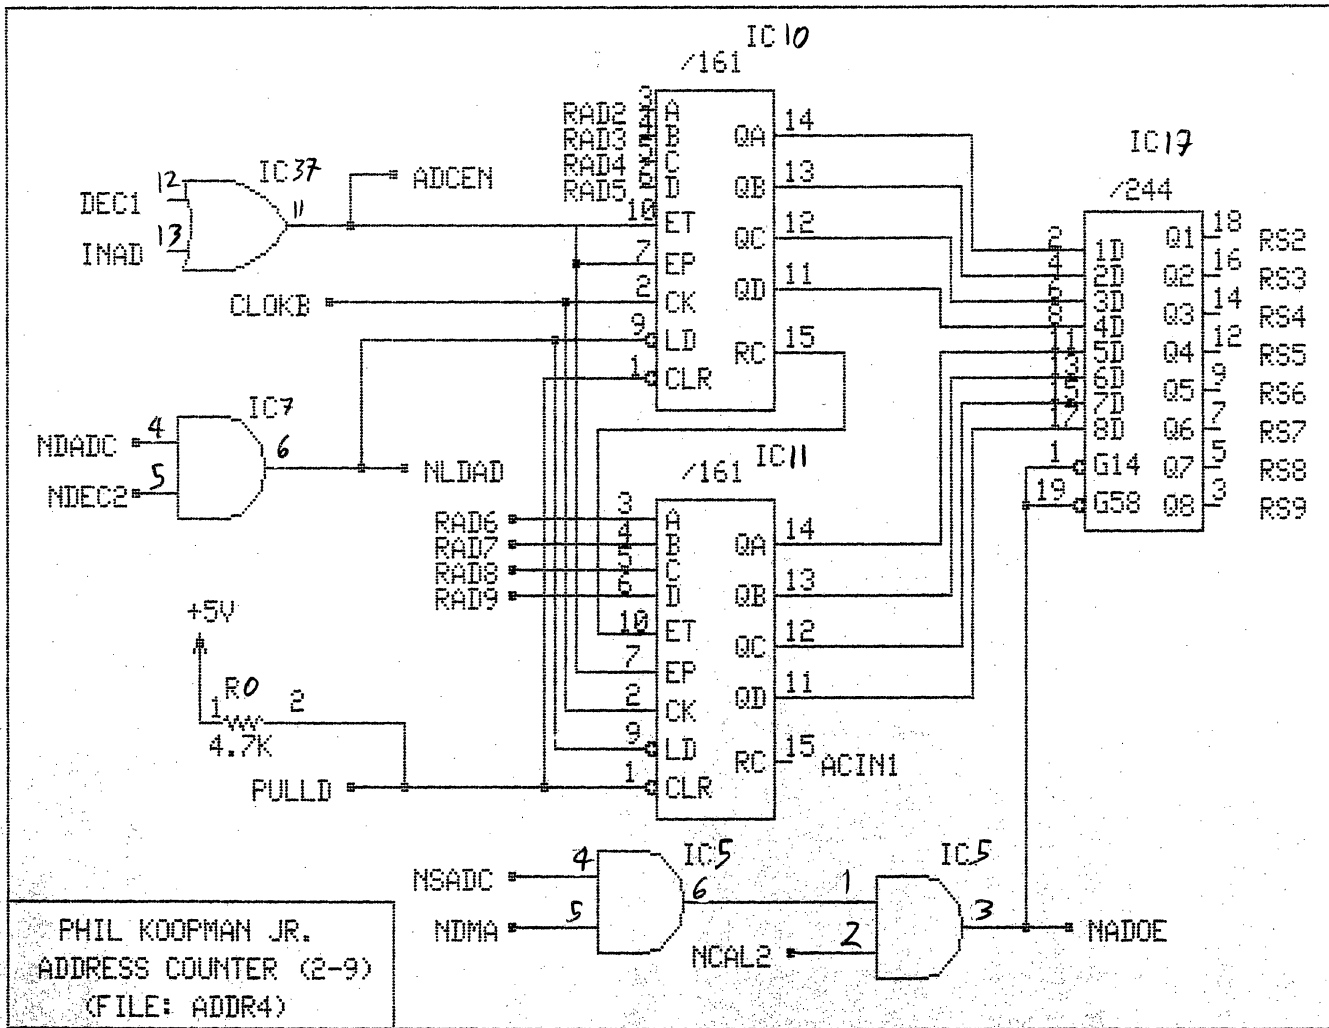 IC10
/161
RAD2
RAD3
RAD4
RAD5
3
A
B
C
D
10 ET
7 EP
2 CK
9 LD
1 CLR
QA 14
QB 13
QC 12
QD 11
RC 15
IC37
12
DEC1
13
INAD
11
ADCEN
CLOKB
IC7
4
NDADC
5
NDEC2
6
NLDAD
IC17
/244
2 1D
4 2D
3D
8 4D
5D
6D
7D
8D
1 G14
19 G58
Q1 18 RS2
Q2 16 RS3
Q3 14 RS4
Q4 12 RS5
Q5 9 RS6
Q6 7 RS7
Q7 5 RS8
Q8 3 RS9
IC11
/161
RAD6 3 A
RAD7 4 B
RAD8 C
RAD9 D
10 ET
7 EP
2 CK
9 LD
1 CLR
QA 14
QB 13
QC 12
QD 11
RC 15 ACIN1
+5V
R0
1 2
4.7K
PULLD
IC5
NSADC 4
NDMA 5
6
IC5
1
NCAL2 2
3
NADOE
PHIL KOOPMAN JR.
ADDRESS COUNTER (2-9)
(FILE: ADDR4)